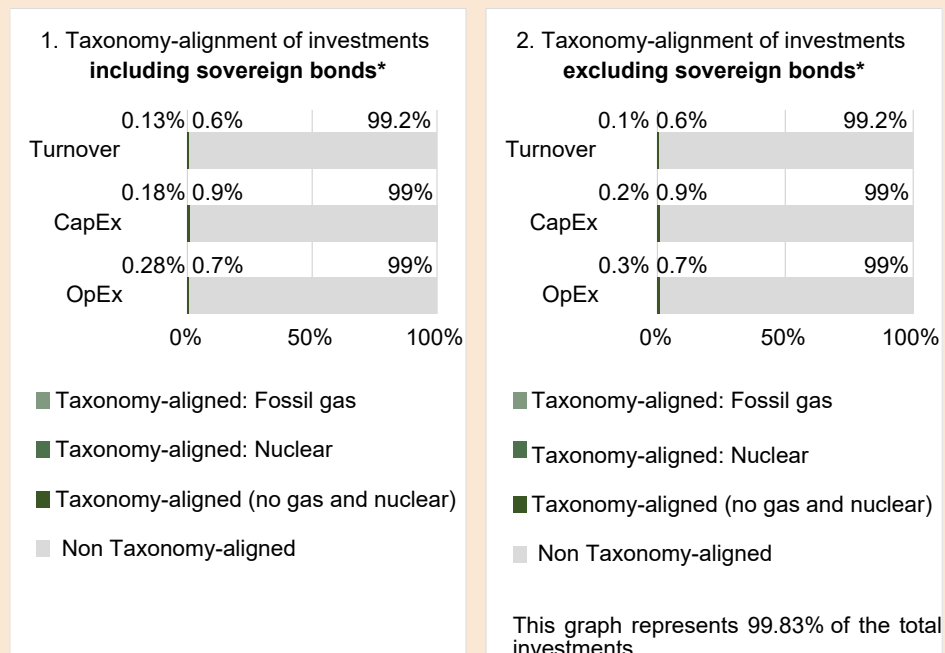 1. Taxonomy-alignment of investments
including sovereign bonds*
0.13% 0.6% 99.2%
Turnover
0.18% 0.9% 99%
CapEx
0.28% 0.7% 99%
OpEx
0% 50% 100%
Taxonomy-aligned: Fossil gas
Taxonomy-aligned: Nuclear
Taxonomy-aligned (no gas and nuclear)
Non Taxonomy-aligned
2. Taxonomy-alignment of investments
excluding sovereign bonds*
0.1% 0.6% 99.2%
Turnover
0.2% 0.9% 99%
CapEx
0.3% 0.7% 99%
OpEx
0% 50% 100%
Taxonomy-aligned: Fossil gas
Taxonomy-aligned: Nuclear
Taxonomy-aligned (no gas and nuclear)
Non Taxonomy-aligned
This graph represents 99.83% of the total
investments